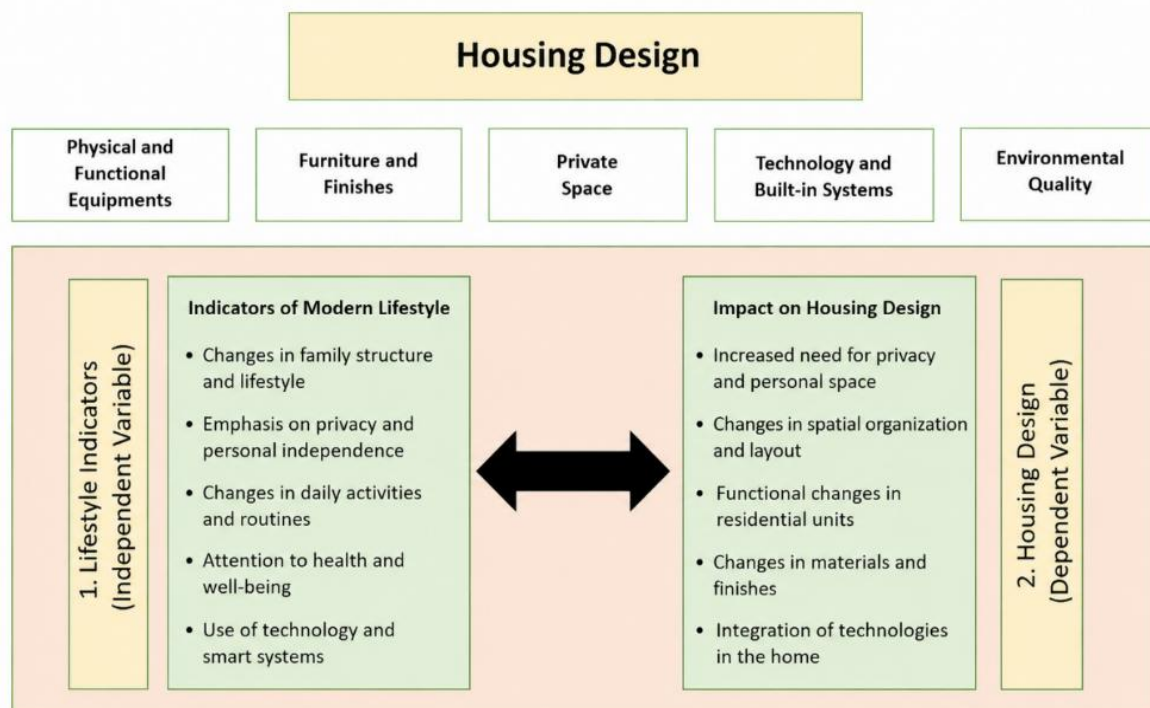 Housing Design
Physical and
Functional
Equipments
Furniture and
Finishes
Private
Space
Technology and
Built-in Systems
Environmental
Quality
1. Lifestyle Indicators
(Independent Variable)
Indicators of Modern Lifestyle
• Changes in family structure
and lifestyle
• Emphasis on privacy and
personal independence
• Changes in daily activities
and routines
• Attention to health and
well-being
• Use of technology and
smart systems
Impact on Housing Design
• Increased need for privacy
and personal space
• Changes in spatial organization
and layout
• Functional changes in
residential units
• Changes in materials and
finishes
• Integration of technologies
in the home
2. Housing Design
(Dependent Variable)